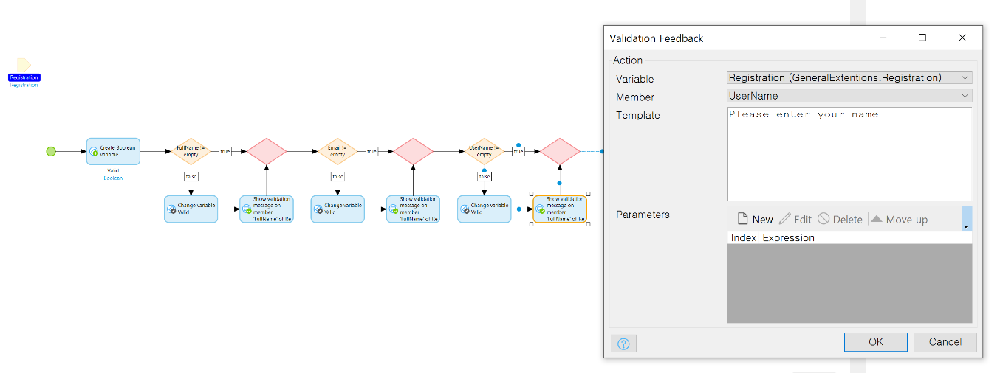 Registration
Registration
Create Boolean
variable
Valid
Boolean
FullName !=
empty
true
false
Change variable
Valid
Show validation
message on
member
'FullName' of Re
Email !=
empty
true
false
Change variable
Valid
Show validation
message on
member
'FullName' of Re
UserName !=
empty
true
false
Change variable
Valid
Show validation
message on
member
'FullName' of Re
Validation Feedback
Action
Variable
Registration (GeneralExtentions.Registration)
Member
UserName
Template
Please enter your name
Parameters
New Edit Delete Move up
Index Expression
OK Cancel